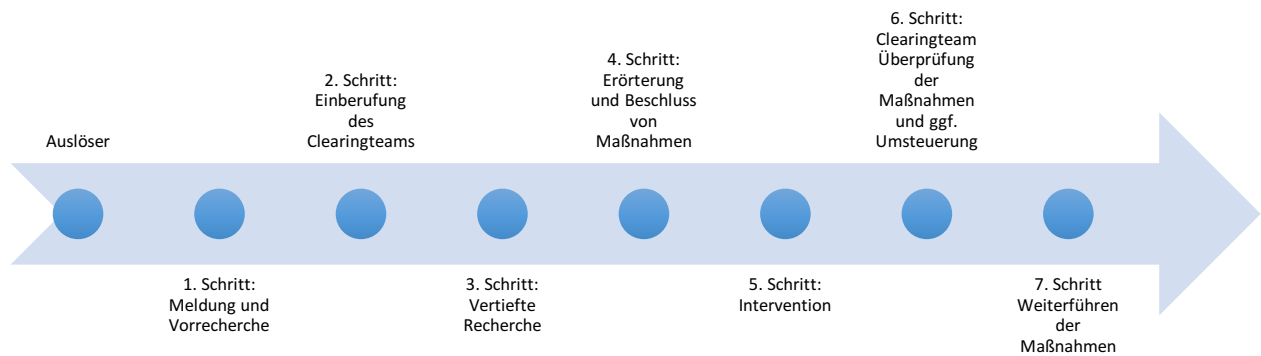 Auslöser
1. Schritt:
Meldung und
Vorrecherche
2. Schritt:
Einberufung
des
Clearingteams
3. Schritt:
Vertiefte
Recherche
4. Schritt:
Erörterung
und Beschluss
von
Maßnahmen
5. Schritt:
Intervention
6. Schritt:
Clearingteam
Überprüfung
der
Maßnahmen
und ggf.
Umsteuerung
7. Schritt
Weiterführen
der
Maßnahmen